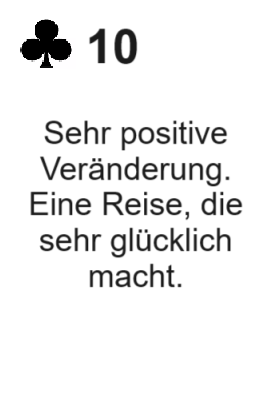 ♣ 10
Sehr positive
Veränderung.
Eine Reise, die
sehr glücklich
macht.